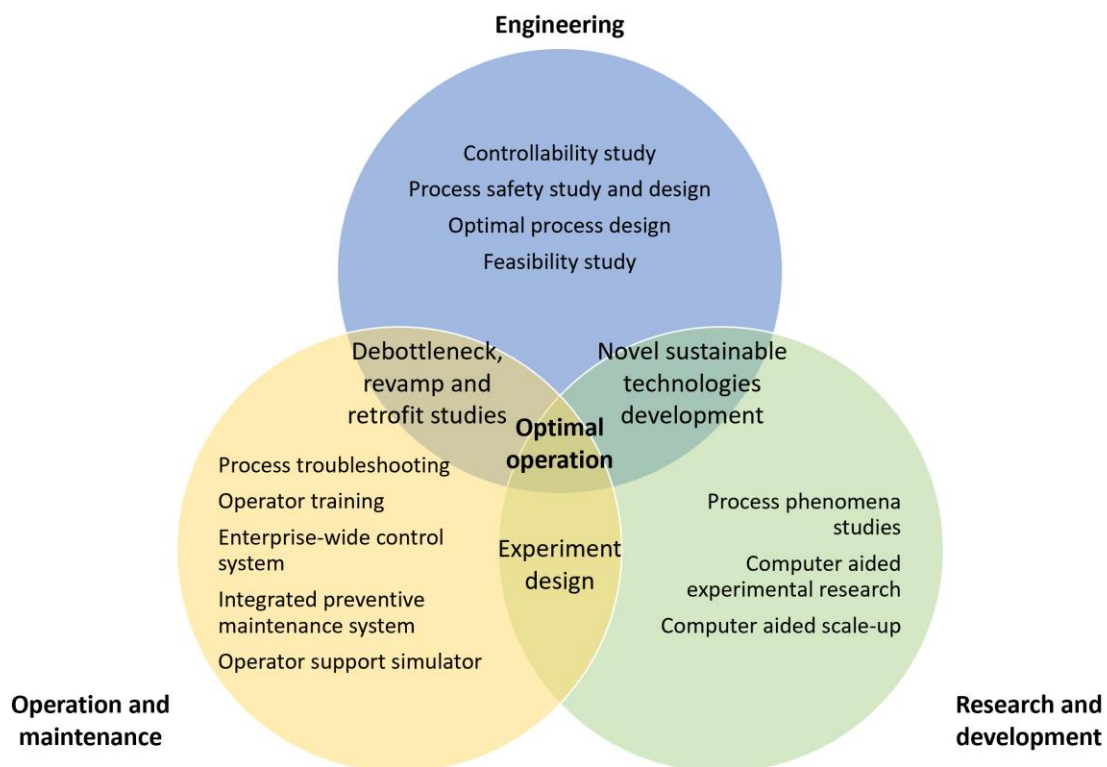 Engineering
Controllability study
Process safety study and design
Optimal process design
Feasibility study
Debottleneck,
revamp and
retrofit studies
Novel sustainable
technologies
development
Optimal
operation
Process troubleshooting
Operator training
Enterprise-wide control
system
Integrated preventive
maintenance system
Operator support simulator
Experiment
design
Process phenomena
studies
Computer aided
experimental research
Computer aided scale-up
Operation and
maintenance
Research and
development